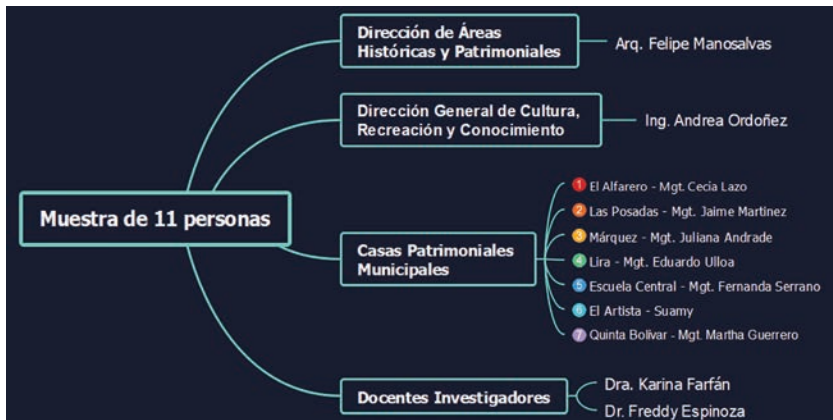 Muestra de 11 personas
Dirección de Áreas
Históricas y Patrimoniales
Arq. Felipe Manosalvas
Dirección General de Cultura,
Recreación y Conocimiento
Ing. Andrea Ordoñez
Casas Patrimoniales
Municipales
1 El Alfarero - Mgt. Cecia Lazo
2 Las Posadas - Mgt. Jaime Martinez
3 Márquez - Mgt. Juliana Andrade
4 Lira - Mgt. Eduardo Ulloa
5 Escuela Central - Mgt. Fernanda Serrano
6 El Artista - Suamy
7 Quinta Bolívar - Mgt. Martha Guerrero
Docentes Investigadores
Dra. Karina Farfán
Dr. Freddy Espinoza